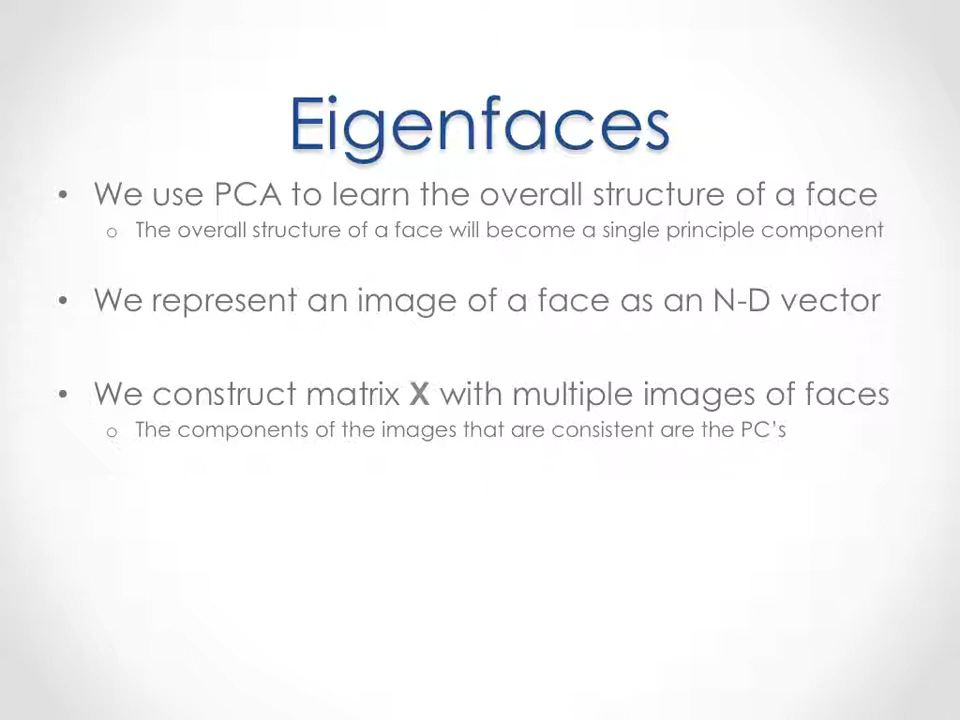 Eigenfaces
• We use PCA to learn the overall structure of a face
o The overall structure of a face will become a single principle component
• We represent an image of a face as an N-D vector
• We construct matrix X with multiple images of faces
o The components of the images that are consistent are the PC’s